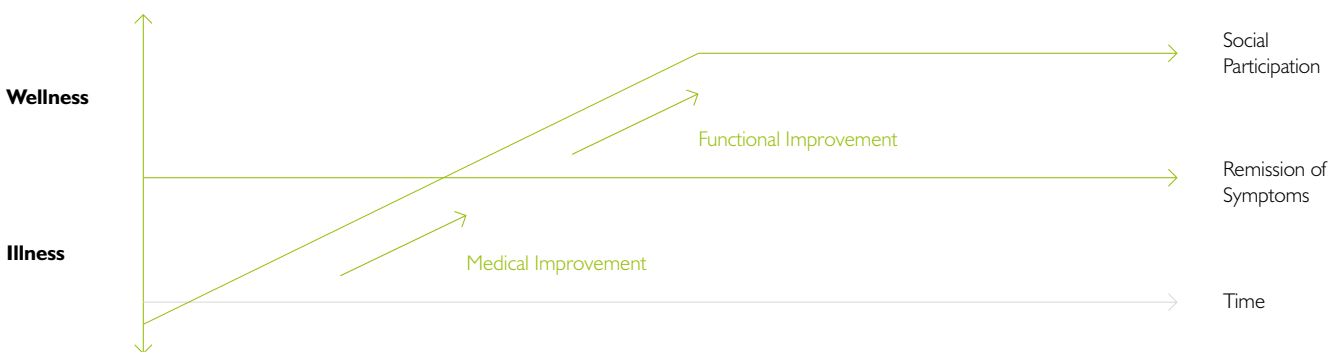 Social
Participation
Wellness
Functional Improvement
Remission of
Symptoms
Illness
Medical Improvement
Time